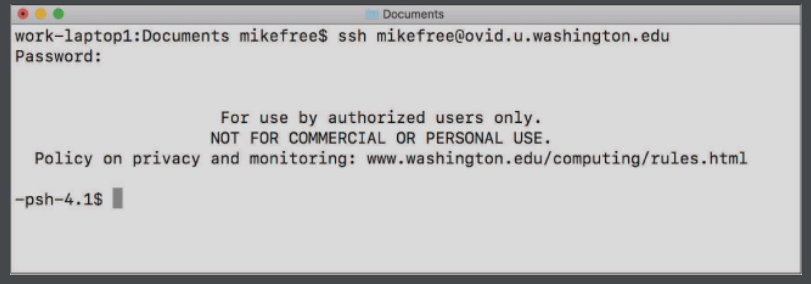 Documents
work-laptop1:Documents mikefree$ ssh mikefree@ovid.u.washington.edu
Password:
For use by authorized users only.
NOT FOR COMMERCIAL OR PERSONAL USE.
Policy on privacy and monitoring: www.washington.edu/computing/rules.html
-psh-4.1$